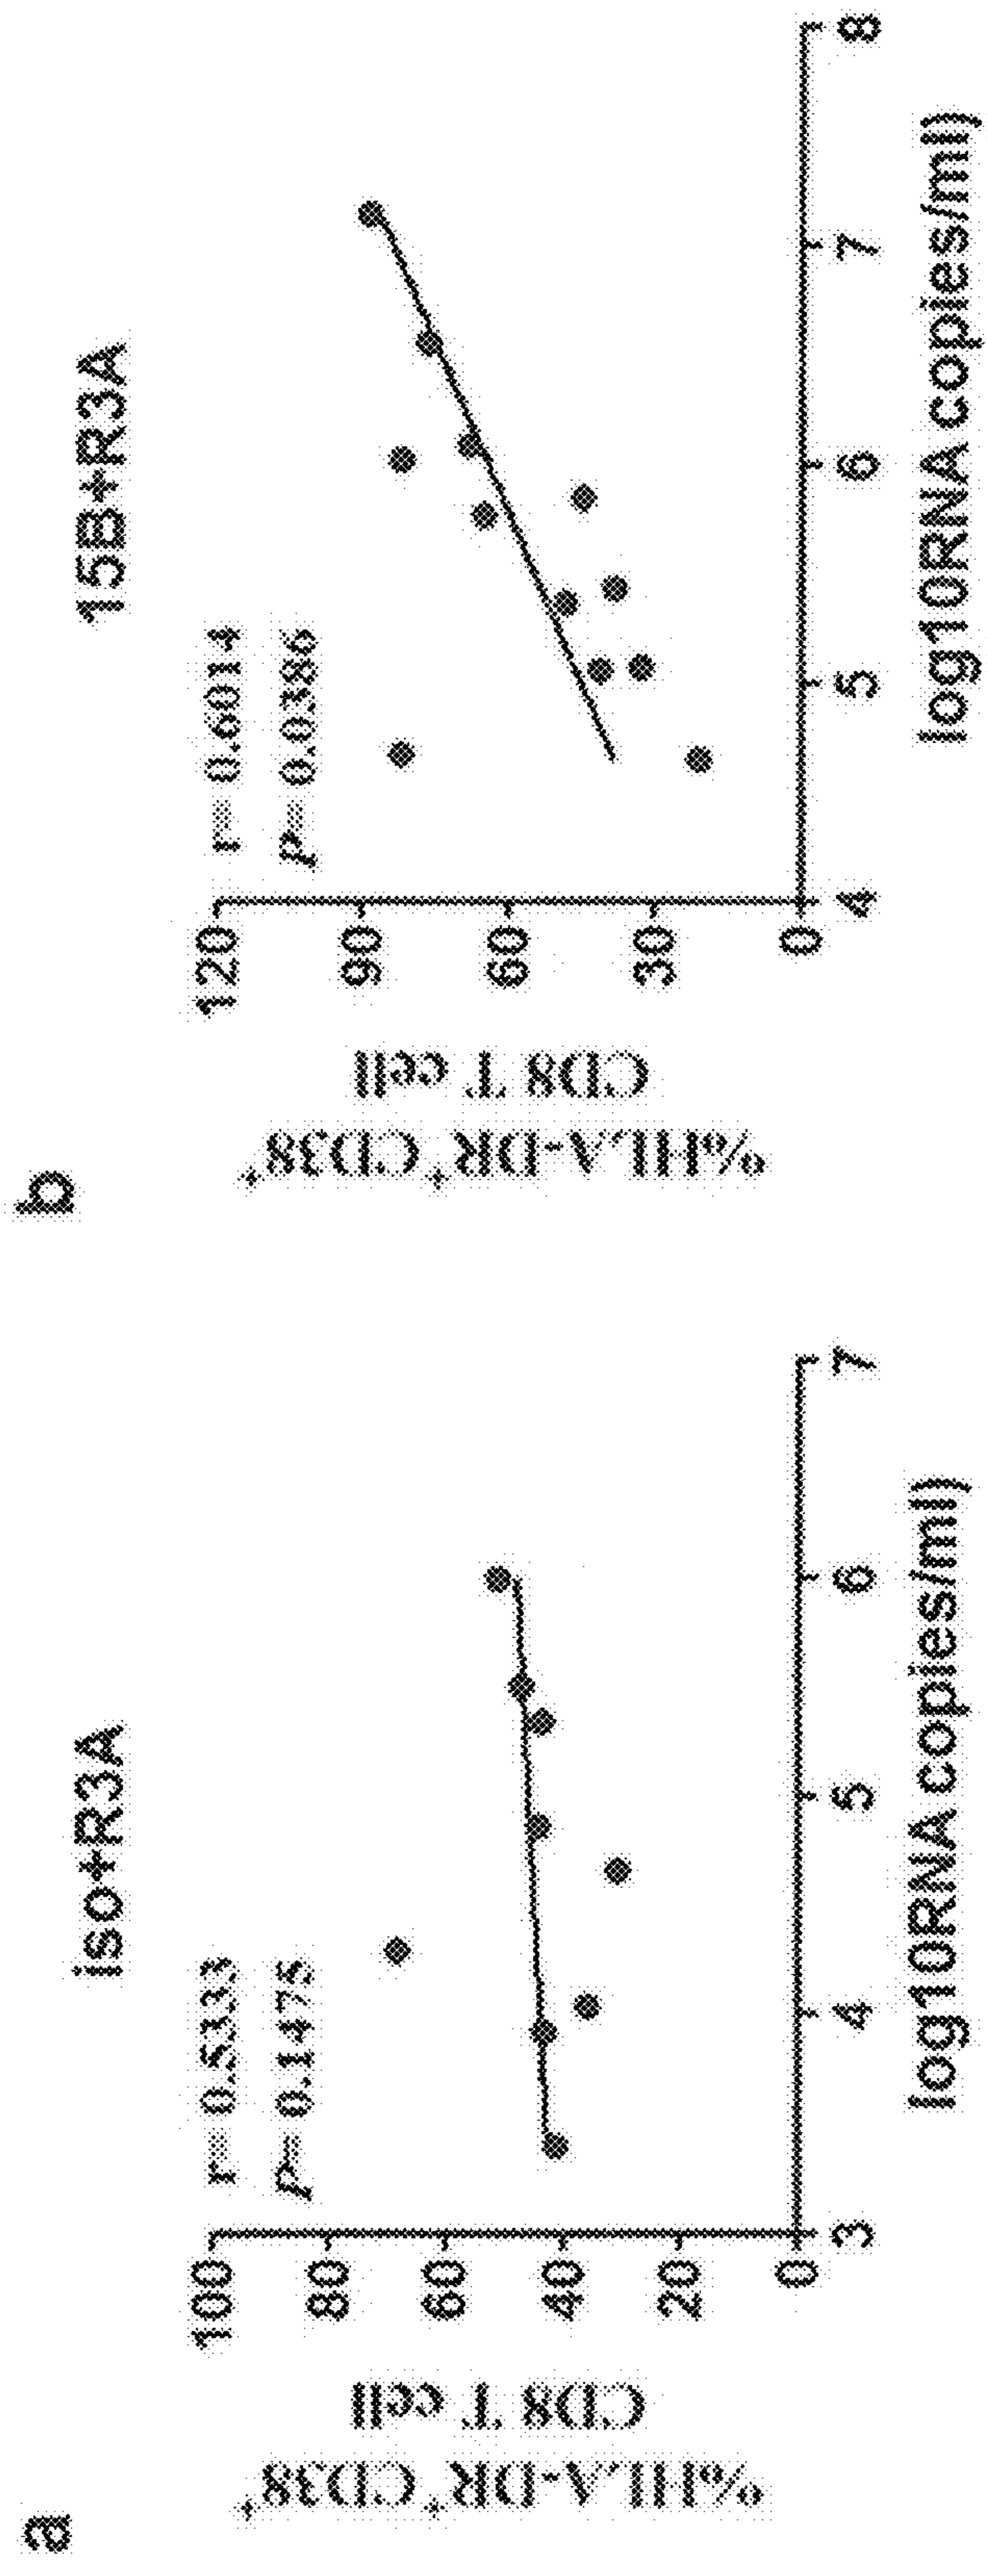 a
iso+R3A
r= 0.5233
p= 0.1475
%HLA-DR+ CD38+
CD8 T cell
100
80
60
40
20
0
3
4
5
6
7
log10RNA copies/ml)
b
15B+R3A
r= 0.6014
p= 0.0386
%HLA-DR+ CD38+
CD8 T cell
120
90
60
30
0
4
5
6
7
8
log10RNA copies/ml)